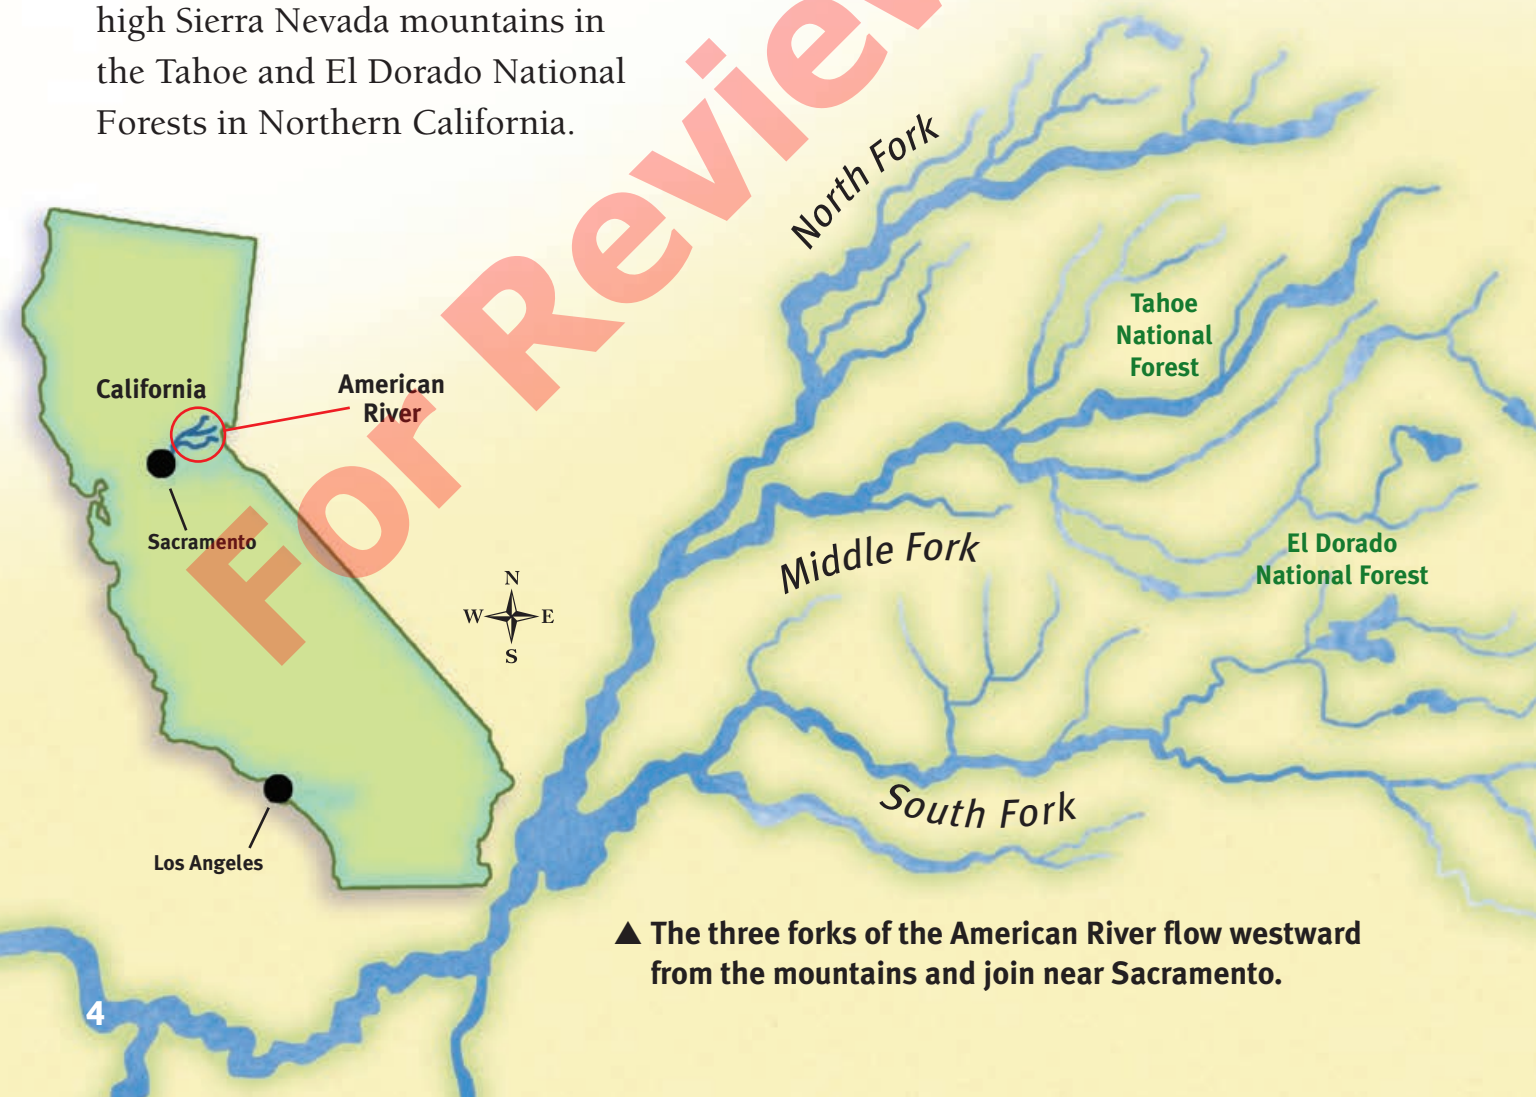 high Sierra Nevada mountains in
the Tahoe and El Dorado National
Forests in Northern California.
For Review
North Fork
Tahoe
National
Forest
California
American
River
Sacramento
El Dorado
National Forest
Middle Fork
N
W E
S
South Fork
Los Angeles
▲ The three forks of the American River flow westward
from the mountains and join near Sacramento.
4